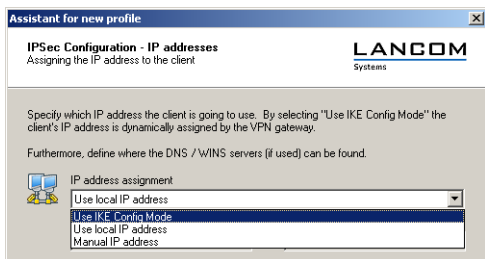 Assistant for new profile
IPSec Configuration - IP addresses
Assigning the IP address to the client
LANCOM
Systems
Specify which IP address the client is going to use. By selecting "Use IKE Config Mode" the
client's IP address is dynamically assigned by the VPN gateway.
Furthermore, define where the DNS / WINS servers (if used) can be found.
IP address assignment
Use local IP address
Use IKE Config Mode
Use local IP address
Manual IP address